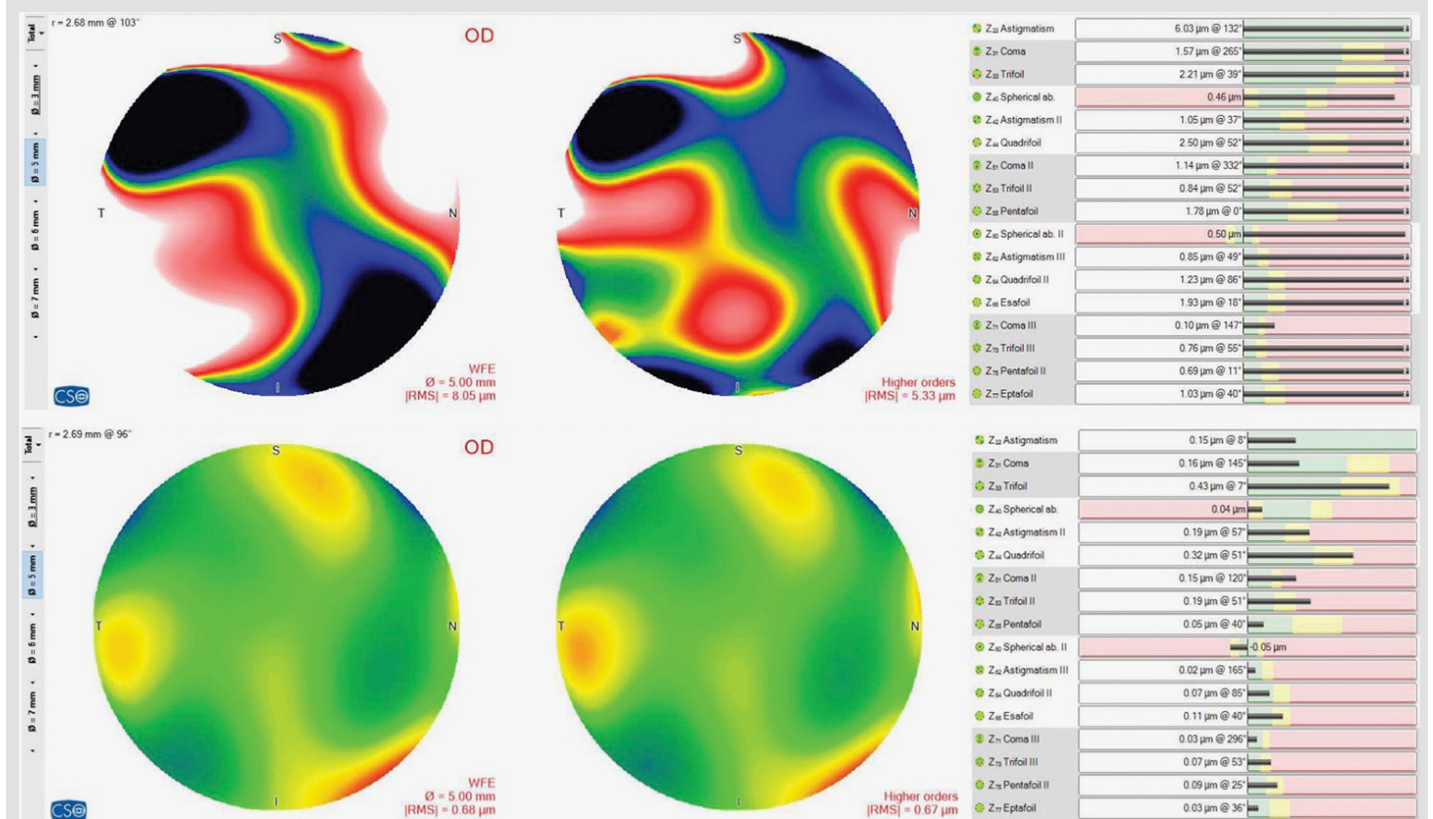 Total
r = 2.68 mm @ 103°
OD
Ø = 3 mm
Ø = 5 mm
Ø = 6 mm
Ø = 7 mm
S
T
N
I
WFE
Ø = 5.00 mm
|RMS| = 8.05 µm
CSO
S
T
N
I
Higher orders
|RMS| = 5.33 µm
Z₂₂ Astigmatism 6.03 µm @ 132°
Z₃₁ Coma 1.57 µm @ 265°
Z₃₃ Trifoil 2.21 µm @ 39°
Z₄₀ Spherical ab. 0.46 µm
Z₄₂ Astigmatism II 1.05 µm @ 37°
Z₄₄ Quadrifoil 2.50 µm @ 52°
Z₅₁ Coma II 1.14 µm @ 332°
Z₅₃ Trifoil II 0.84 µm @ 52°
Z₅₅ Pentafoil 1.78 µm @ 0°
Z₆₀ Spherical ab. II 0.50 µm
Z₆₂ Astigmatism III 0.85 µm @ 49°
Z₆₄ Quadrifoil II 1.23 µm @ 86°
Z₆₆ Esafoil 1.93 µm @ 18°
Z₇₁ Coma III 0.10 µm @ 147°
Z₇₃ Trifoil III 0.76 µm @ 55°
Z₇₅ Pentafoil II 0.69 µm @ 11°
Z₇₇ Eptafoil 1.03 µm @ 40°
Total
r = 2.69 mm @ 96°
OD
Ø = 3 mm
Ø = 5 mm
Ø = 6 mm
Ø = 7 mm
S
T
N
I
WFE
Ø = 5.00 mm
|RMS| = 0.68 µm
CSO
S
T
N
I
Higher orders
|RMS| = 0.67 µm
Z₂₂ Astigmatism 0.15 µm @ 8°
Z₃₁ Coma 0.16 µm @ 145°
Z₃₃ Trifoil 0.43 µm @ 7°
Z₄₀ Spherical ab. 0.04 µm
Z₄₂ Astigmatism II 0.19 µm @ 57°
Z₄₄ Quadrifoil 0.32 µm @ 51°
Z₅₁ Coma II 0.15 µm @ 120°
Z₅₃ Trifoil II 0.19 µm @ 51°
Z₅₅ Pentafoil 0.05 µm @ 40°
Z₆₀ Spherical ab. II -0.05 µm
Z₆₂ Astigmatism III 0.02 µm @ 165°
Z₆₄ Quadrifoil II 0.07 µm @ 85°
Z₆₆ Esafoil 0.11 µm @ 40°
Z₇₁ Coma III 0.03 µm @ 296°
Z₇₃ Trifoil III 0.07 µm @ 53°
Z₇₅ Pentafoil II 0.09 µm @ 25°
Z₇₇ Eptafoil 0.03 µm @ 36°